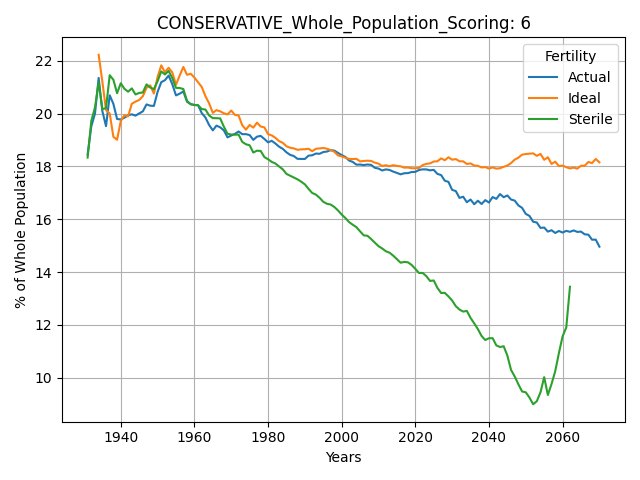 CONSERVATIVE_Whole_Population_Scoring: 6
Fertility
Actual
Ideal
Sterile
% of Whole Population
22
20
18
16
14
12
10
1940
1960
1980
2000
2020
2040
2060
Years